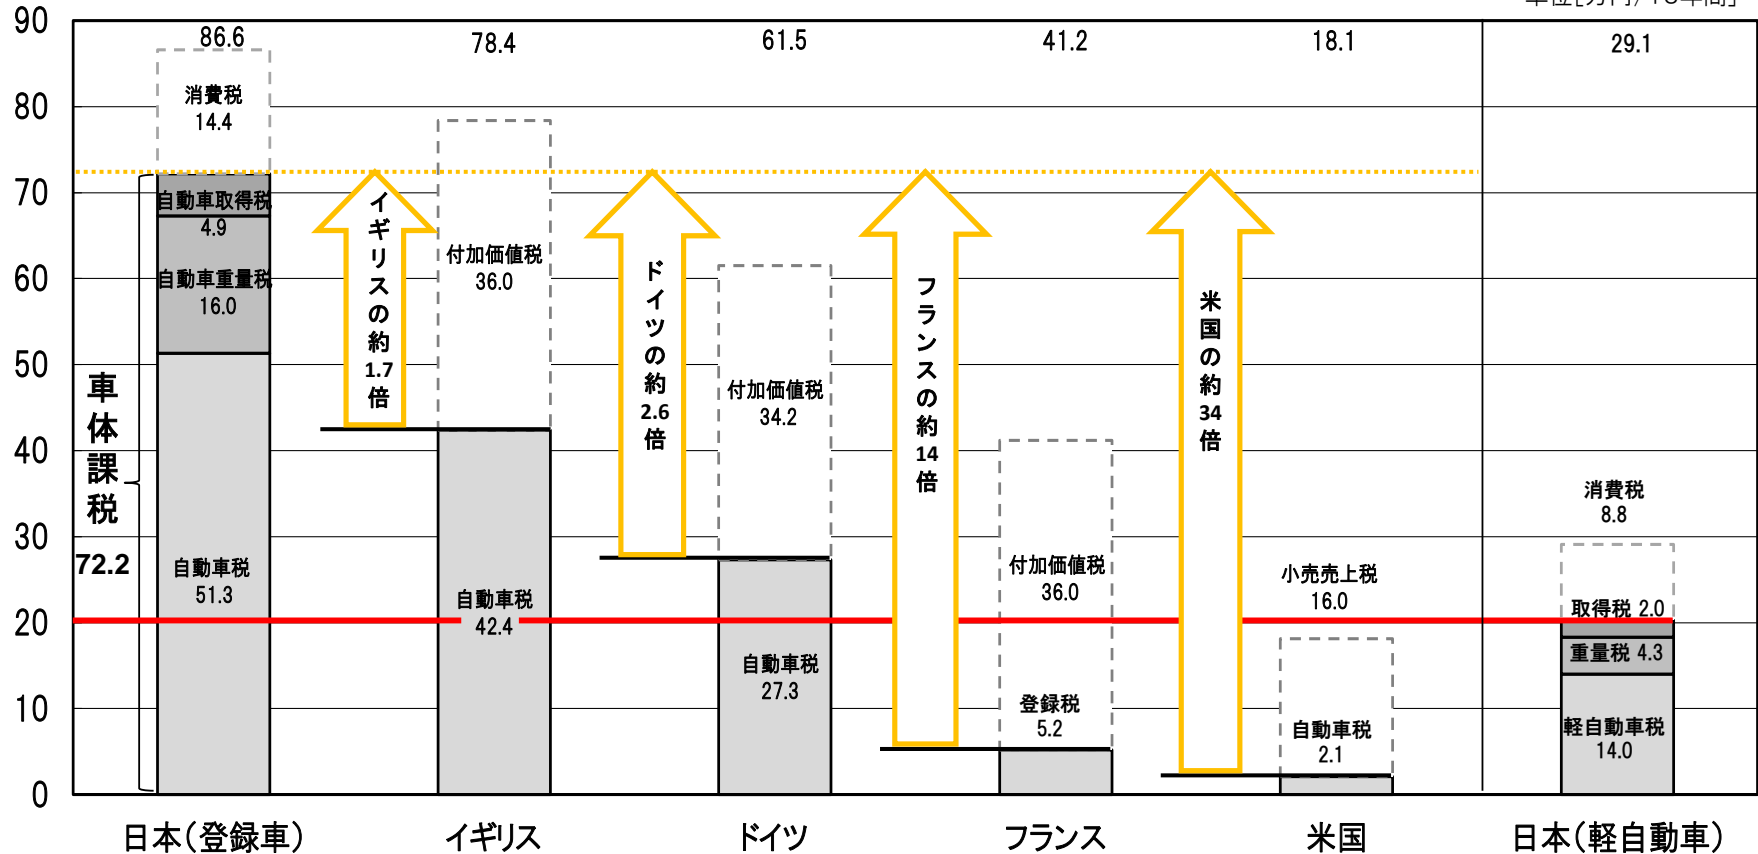 90
80
70
60
50
40
30
20
10
0
86.6
78.4
61.5
41.2
18.1
29.1
消費税
14.4
自動車取得税
4.9
自動車重量税
16.0
自動車税
51.3
車体課税
72.2
イギリスの約1.7倍
付加価値税
36.0
自動車税
42.4
ドイツの約2.6倍
付加価値税
34.2
自動車税
27.3
フランスの約14倍
付加価値税
36.0
登録税
5.2
米国の約34倍
小売売上税
16.0
自動車税
2.1
消費税
8.8
取得税 2.0
重量税 4.3
軽自動車税
14.0
日本(登録車)
イギリス
ドイツ
フランス
米国
日本(軽自動車)